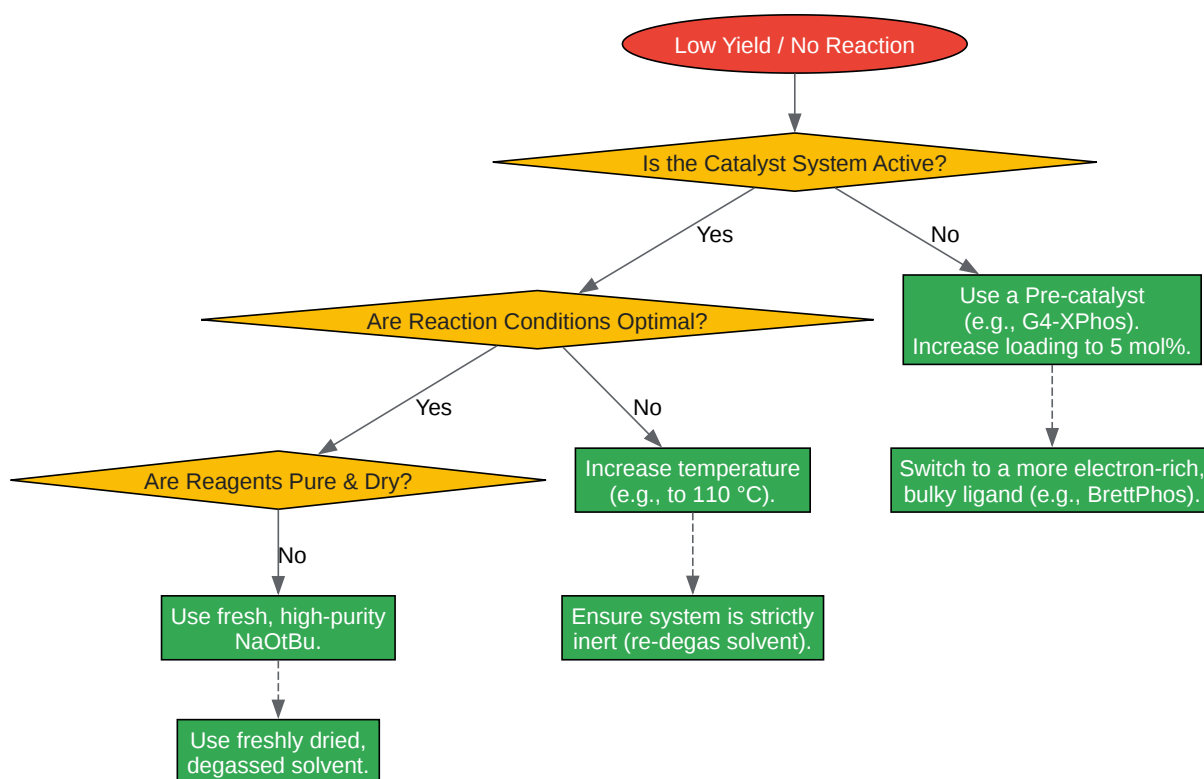 Low Yield / No Reaction
Is the Catalyst System Active?
Yes
No
Use a Pre-catalyst
(e.g., G4-XPhos).
Increase loading to 5 mol%.
Are Reaction Conditions Optimal?
Yes
No
Increase temperature
(e.g., to 110 °C).
Switch to a more electron-rich,
bulky ligand (e.g., BrettPhos).
Are Reagents Pure & Dry?
No
Use fresh, high-purity
NaOtBu.
Ensure system is strictly
inert (re-degas solvent).
Use freshly dried,
degassed solvent.